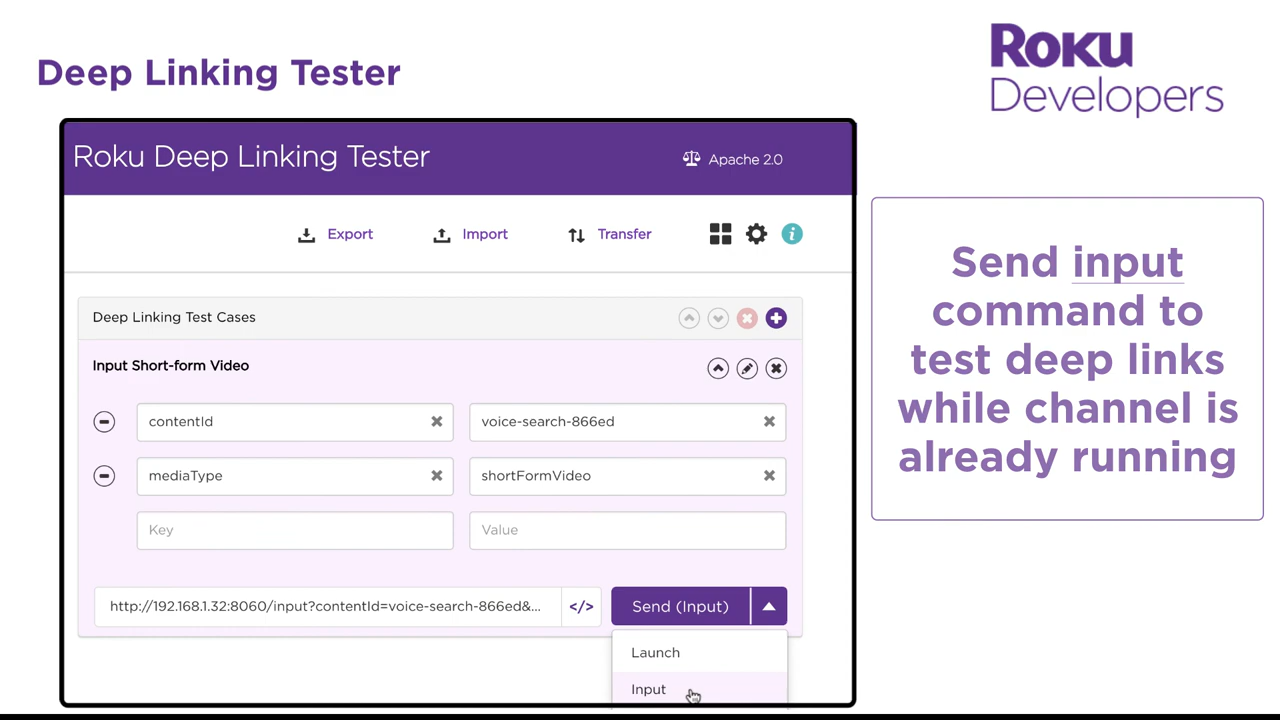 Deep Linking Tester
Roku
Developers
Roku Deep Linking Tester
Apache 2.0
Export
Import
Transfer
i
Deep Linking Test Cases
Input Short-form Video
contentId
voice-search-866ed
mediaType
shortFormVideo
Key
Value
http://192.168.1.32:8060/input?contentId=voice-search-866ed&...
</>
Send (Input)
Launch
Input
Send input
command to
test deep links
while channel is
already running